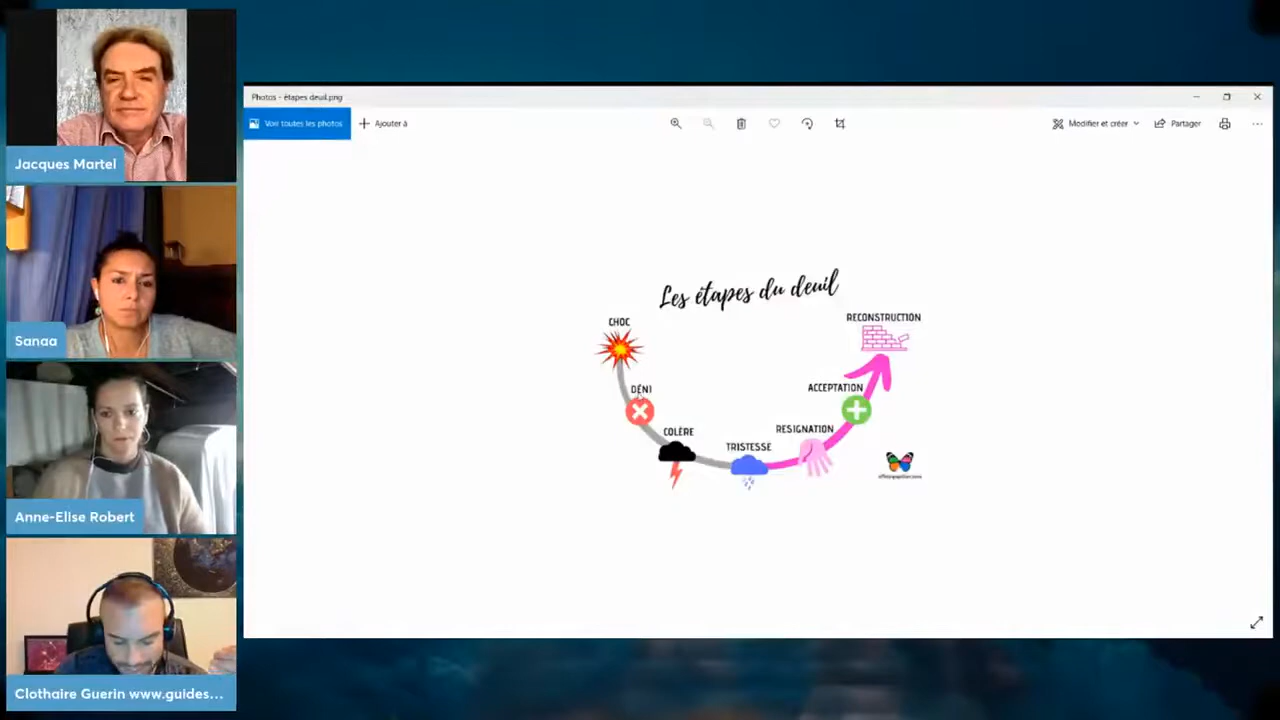 Jacques Martel
Sanaa
Anne-Elise Robert
Clothaire Guerin www.guides...
Photos - étapes deuil.png
Voir toutes les photos
Ajouter à
Modifier et créer
Partager
Les étapes du deuil
CHOC
DÉNI
COLÈRE
TRISTESSE
RESIGNATION
ACCEPTATION
RECONSTRUCTION